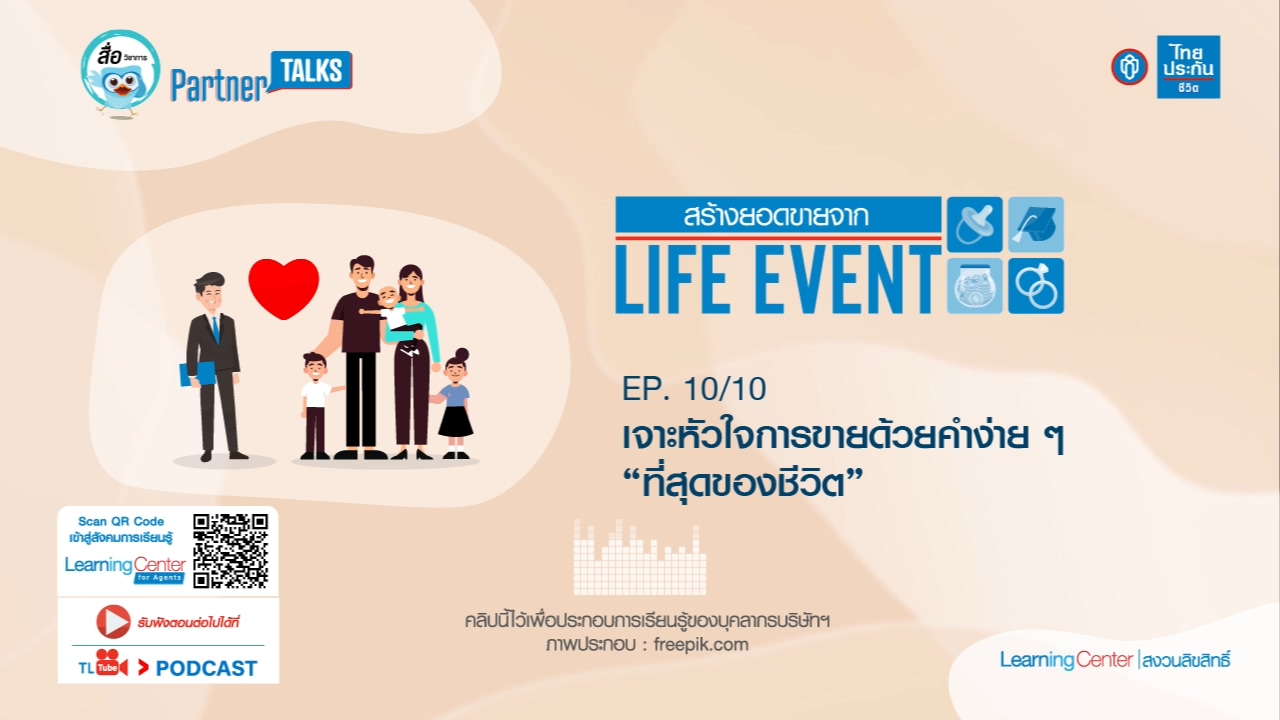 สื่อ วิชาการ
Partner TALKS
ไทย
ประกัน
ชีวิต
สร้างยอดขายจาก
LIFE EVENT
EP. 10/10
เจาะหัวใจการขายด้วยคำง่าย ๆ
“ที่สุดของชีวิต”
Scan QR Code
เข้าสู่สังคมการเรียนรู้
LearningCenter
for Agents
รับฟังตอนต่อไปได้ที่
TL Tube > PODCAST
คลิปนี้ไว้เพื่อประกอบการเรียนรู้ของบุคลากรบริษัทฯ
ภาพประกอบ : freepik.com
LearningCenter | สงวนลิขสิทธิ์